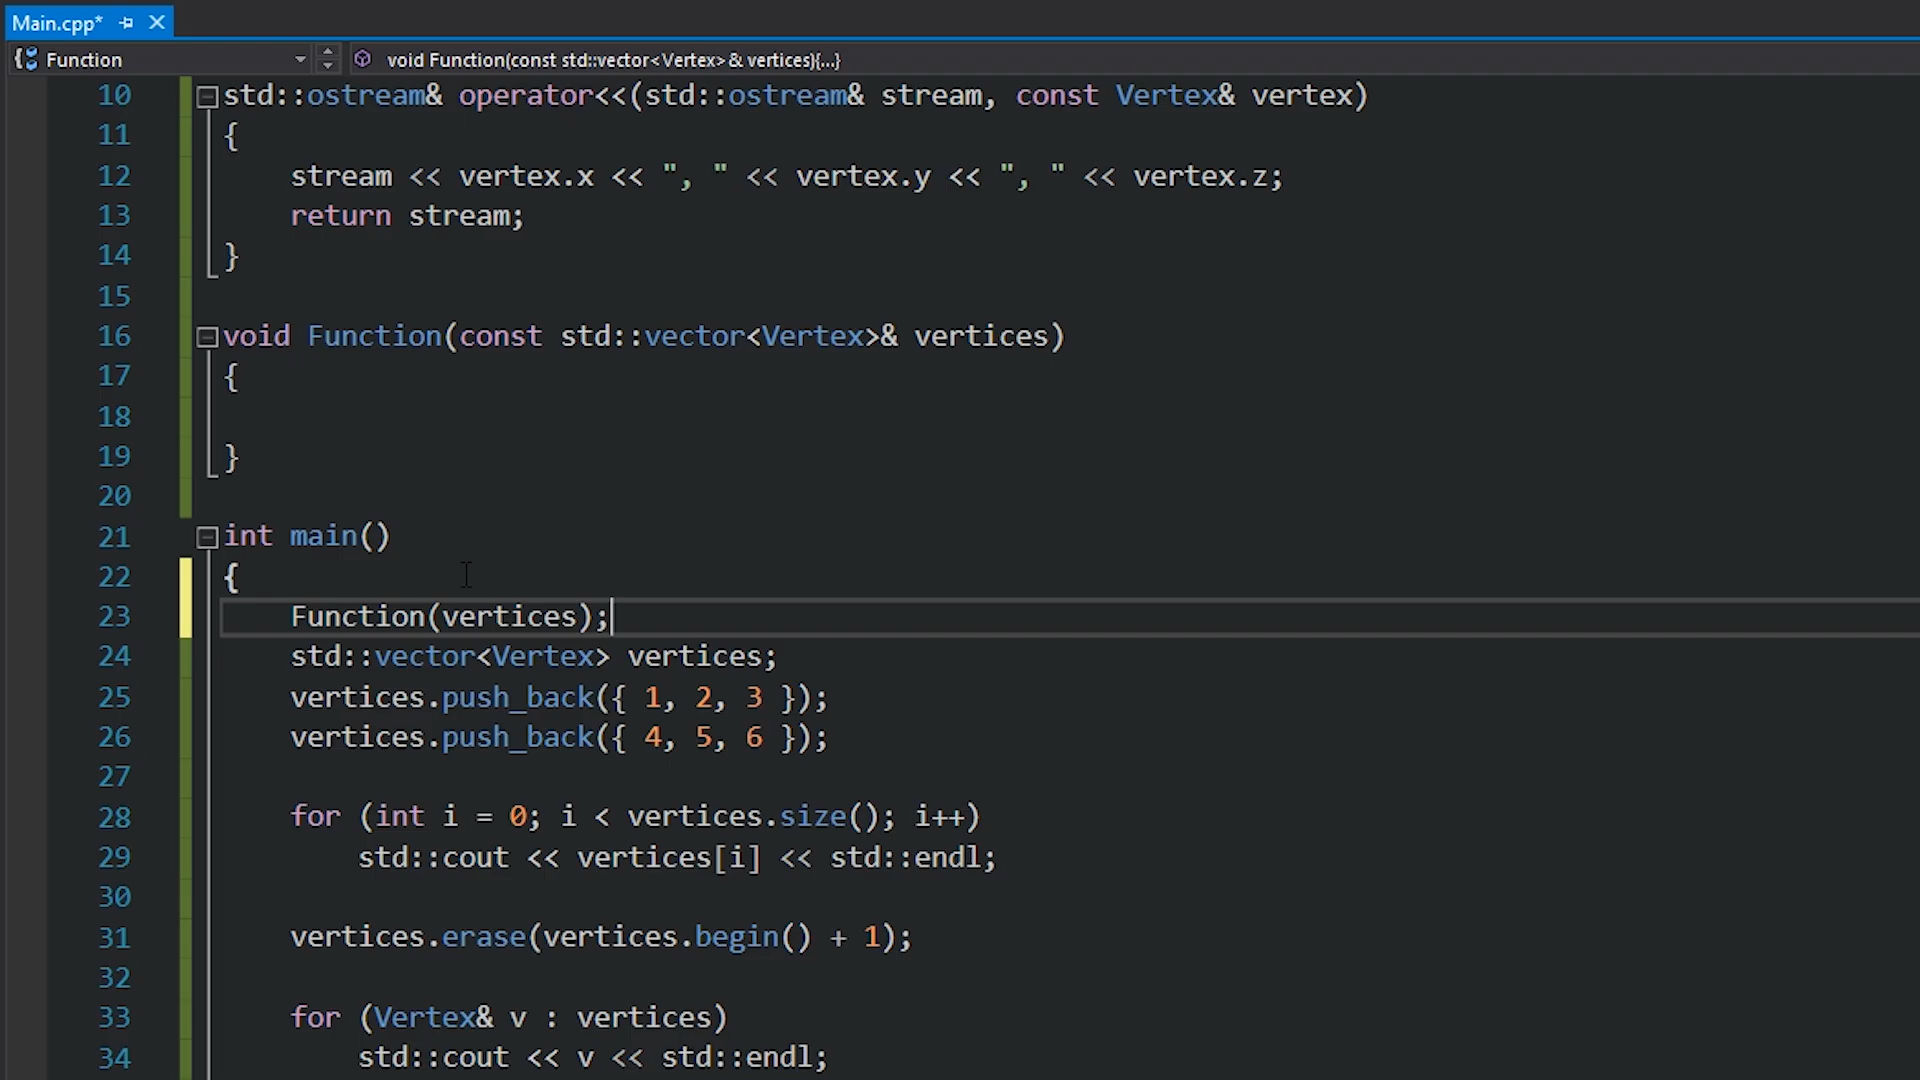 Main.cpp*
Function
void Function(const std::vector<Vertex>& vertices){...}
10 std::ostream& operator<<(std::ostream& stream, const Vertex& vertex)
11 {
12     stream << vertex.x << ", " << vertex.y << ", " << vertex.z;
13     return stream;
14 }
15
16 void Function(const std::vector<Vertex>& vertices)
17 {
18
19 }
20
21 int main()
22 {
23     Function(vertices);
24     std::vector<Vertex> vertices;
25     vertices.push_back({ 1, 2, 3 });
26     vertices.push_back({ 4, 5, 6 });
27
28     for (int i = 0; i < vertices.size(); i++)
29         std::cout << vertices[i] << std::endl;
30
31     vertices.erase(vertices.begin() + 1);
32
33     for (Vertex& v : vertices)
34         std::cout << v << std::endl;